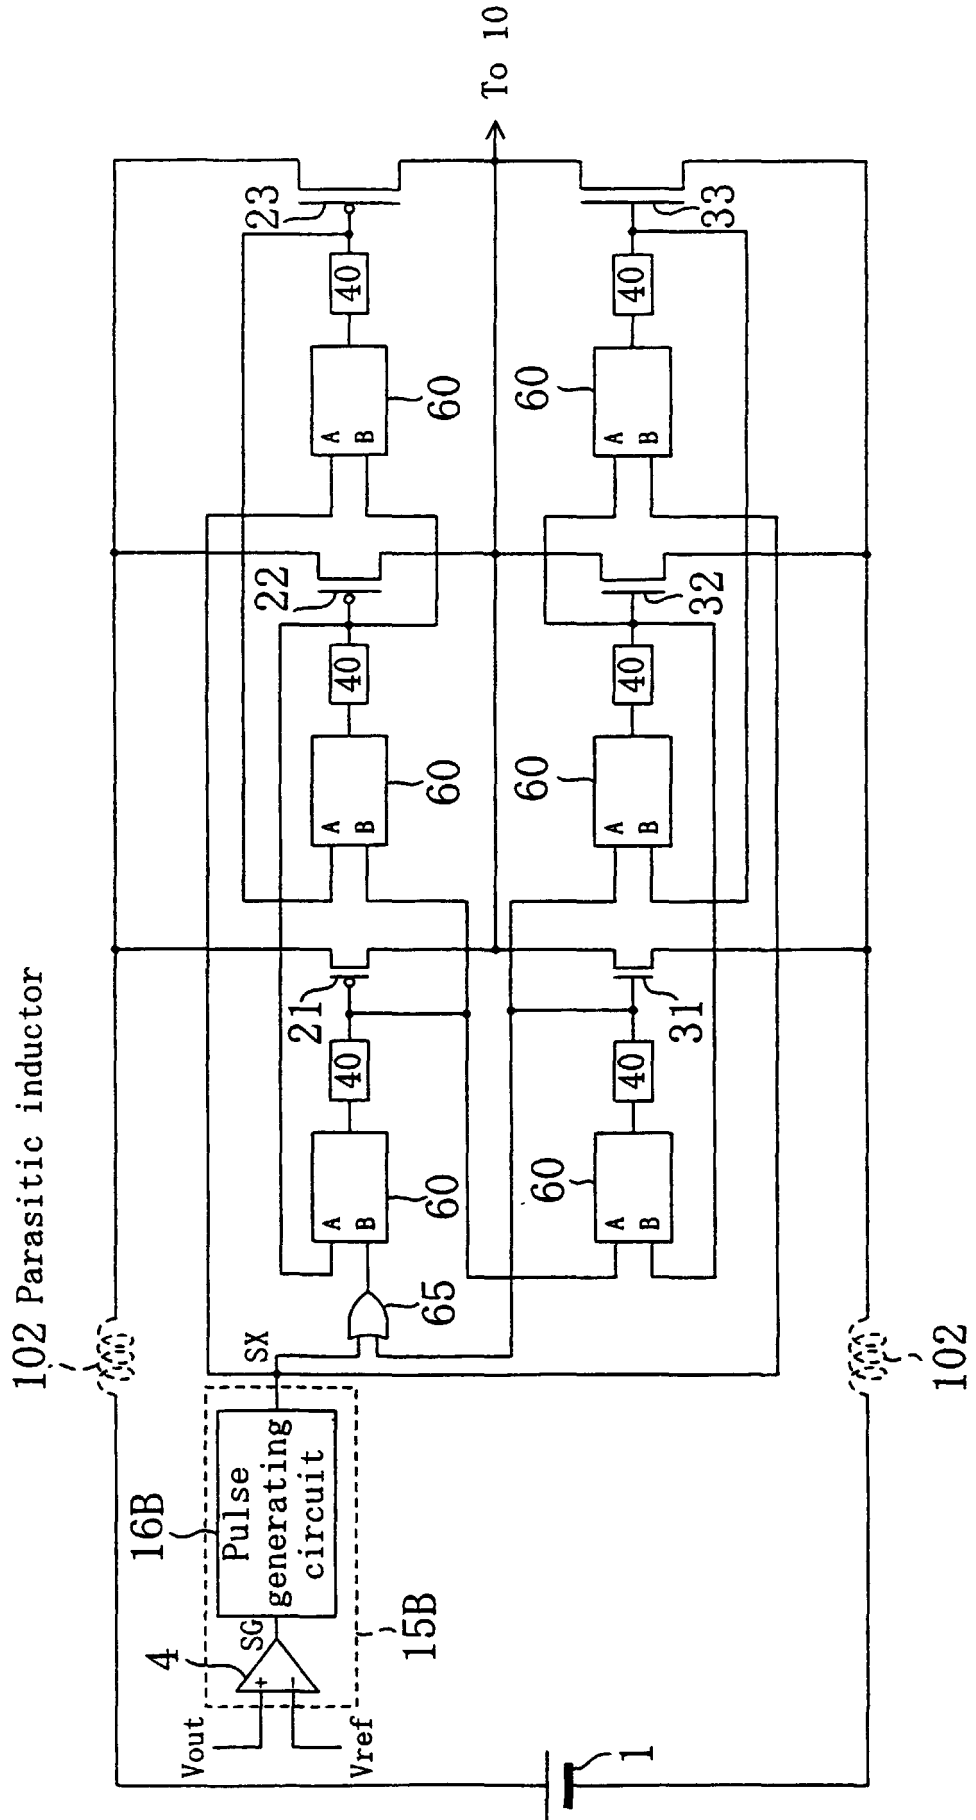 102 Parasitic inductor
Vout
Vref
4
+
−
SG
16B
Pulse
generating
circuit
15B
SX
65
A
B
60
40
21
A
B
60
40
22
A
B
60
40
23
A
B
60
40
31
A
B
60
40
32
A
B
60
40
33
To 10
1
102